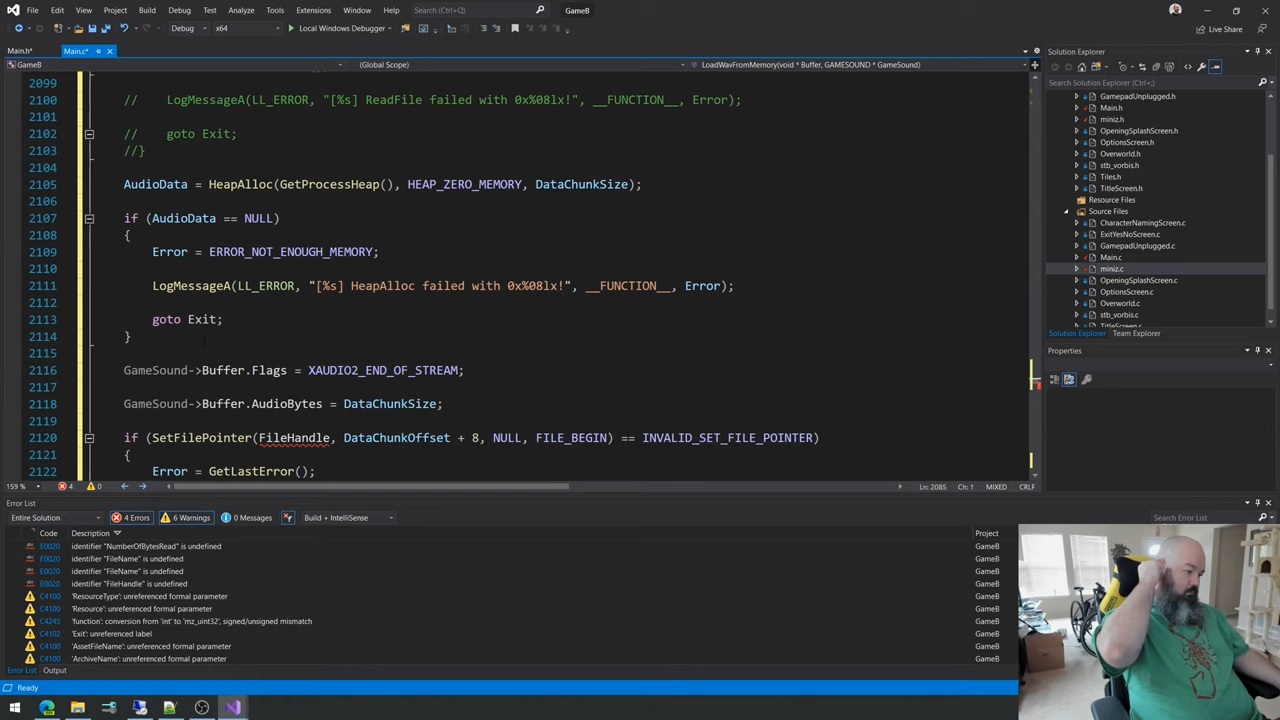 File Edit View Git Project Build Debug Test Analyze Tools Extensions Window Help Search (Ctrl+Q) GameB
Debug x64 Local Windows Debugger Live Share
Main.h* Main.c*
GameB (Global Scope) LoadWavFromMemory(void * Buffer, GAMESOUND * GameSound)
2099
2100 // LogMessageA(LL_ERROR, "[%s] ReadFile failed with 0x%08lx!", __FUNCTION__, Error);
2101
2102 // goto Exit;
2103 //}
2104
2105 AudioData = HeapAlloc(GetProcessHeap(), HEAP_ZERO_MEMORY, DataChunkSize);
2106
2107 if (AudioData == NULL)
2108 {
2109 Error = ERROR_NOT_ENOUGH_MEMORY;
2110
2111 LogMessageA(LL_ERROR, "[%s] HeapAlloc failed with 0x%08lx!", __FUNCTION__, Error);
2112
2113 goto Exit;
2114 }
2115
2116 GameSound->Buffer.Flags = XAUDIO2_END_OF_STREAM;
2117
2118 GameSound->Buffer.AudioBytes = DataChunkSize;
2119
2120 if (SetFilePointer(FileHandle, DataChunkOffset + 8, NULL, FILE_BEGIN) == INVALID_SET_FILE_POINTER)
2121 {
2122 Error = GetLastError();
159 % 4 0 Ln: 2085 Ch: 1 MIXED CRLF
Solution Explorer
Search Solution Explorer (Ctrl+;)
GamepadUnplugged.h
Main.h
miniz.h
OpeningSplashScreen.h
OptionsScreen.h
Overworld.h
stb_vorbis.h
Tiles.h
TitleScreen.h
Resource Files
Source Files
CharacterNamingScreen.c
ExitYesNoScreen.c
GamepadUnplugged.c
Main.c
miniz.c
OpeningSplashScreen.c
OptionsScreen.c
Overworld.c
stb_vorbis.c
Solution Explorer Team Explorer
Properties
Error List
Entire Solution 4 Errors 6 Warnings 0 Messages Build + IntelliSense Search Error List
Code Description Project
E0020 identifier "NumberOfBytesRead" is undefined GameB
E0020 identifier "FileName" is undefined GameB
E0020 identifier "FileName" is undefined GameB
E0020 identifier "FileHandle" is undefined GameB
C4100 'ResourceType': unreferenced formal parameter GameB
C4100 'Resource': unreferenced formal parameter GameB
C4245 'function': conversion from 'int' to 'mz_uint32', signed/unsigned mismatch GameB
C4102 'Exit': unreferenced label GameB
C4100 'AssetFileName': unreferenced formal parameter GameB
C4100 'ArchiveName': unreferenced formal parameter GameB
Error List Output
Ready